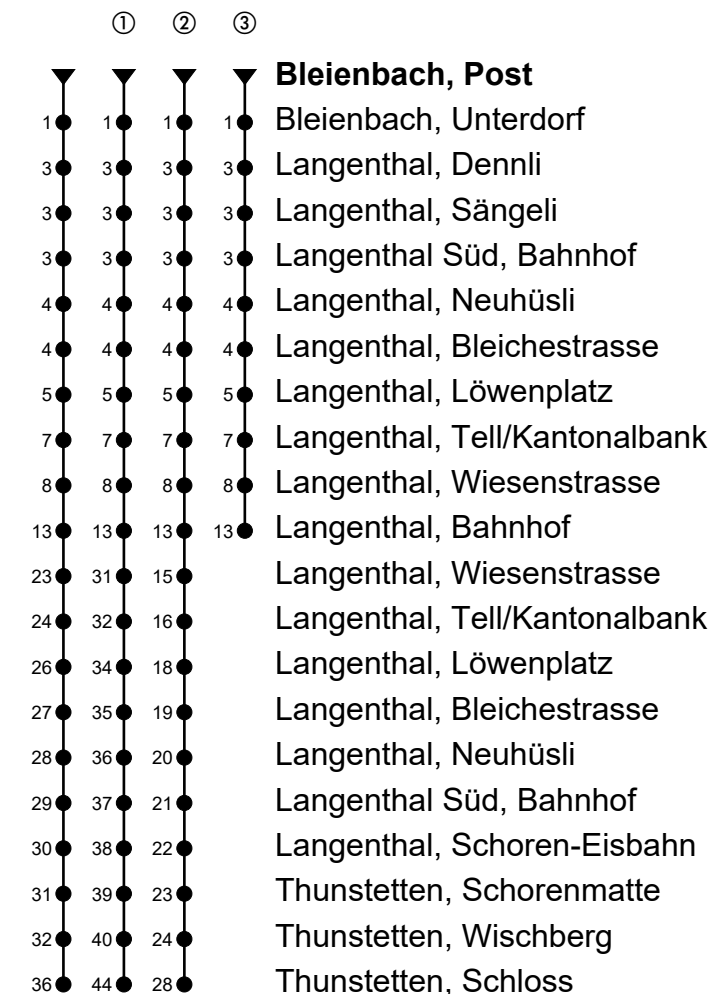 ① ② ③
Bleienbach, Post
1 1 1 1 Bleienbach, Unterdorf
3 3 3 3 Langenthal, Dennli
3 3 3 3 Langenthal, Sängeli
3 3 3 3 Langenthal Süd, Bahnhof
4 4 4 4 Langenthal, Neuhüsli
4 4 4 4 Langenthal, Bleichestrasse
5 5 5 5 Langenthal, Löwenplatz
7 7 7 7 Langenthal, Tell/Kantonalbank
8 8 8 8 Langenthal, Wiesenstrasse
13 13 13 13 Langenthal, Bahnhof
23 31 15 Langenthal, Wiesenstrasse
24 32 16 Langenthal, Tell/Kantonalbank
26 34 18 Langenthal, Löwenplatz
27 35 19 Langenthal, Bleichestrasse
28 36 20 Langenthal, Neuhüsli
29 37 21 Langenthal Süd, Bahnhof
30 38 22 Langenthal, Schoren-Eisbahn
31 39 23 Thunstetten, Schorenmatte
32 40 24 Thunstetten, Wischberg
36 44 28 Thunstetten, Schloss